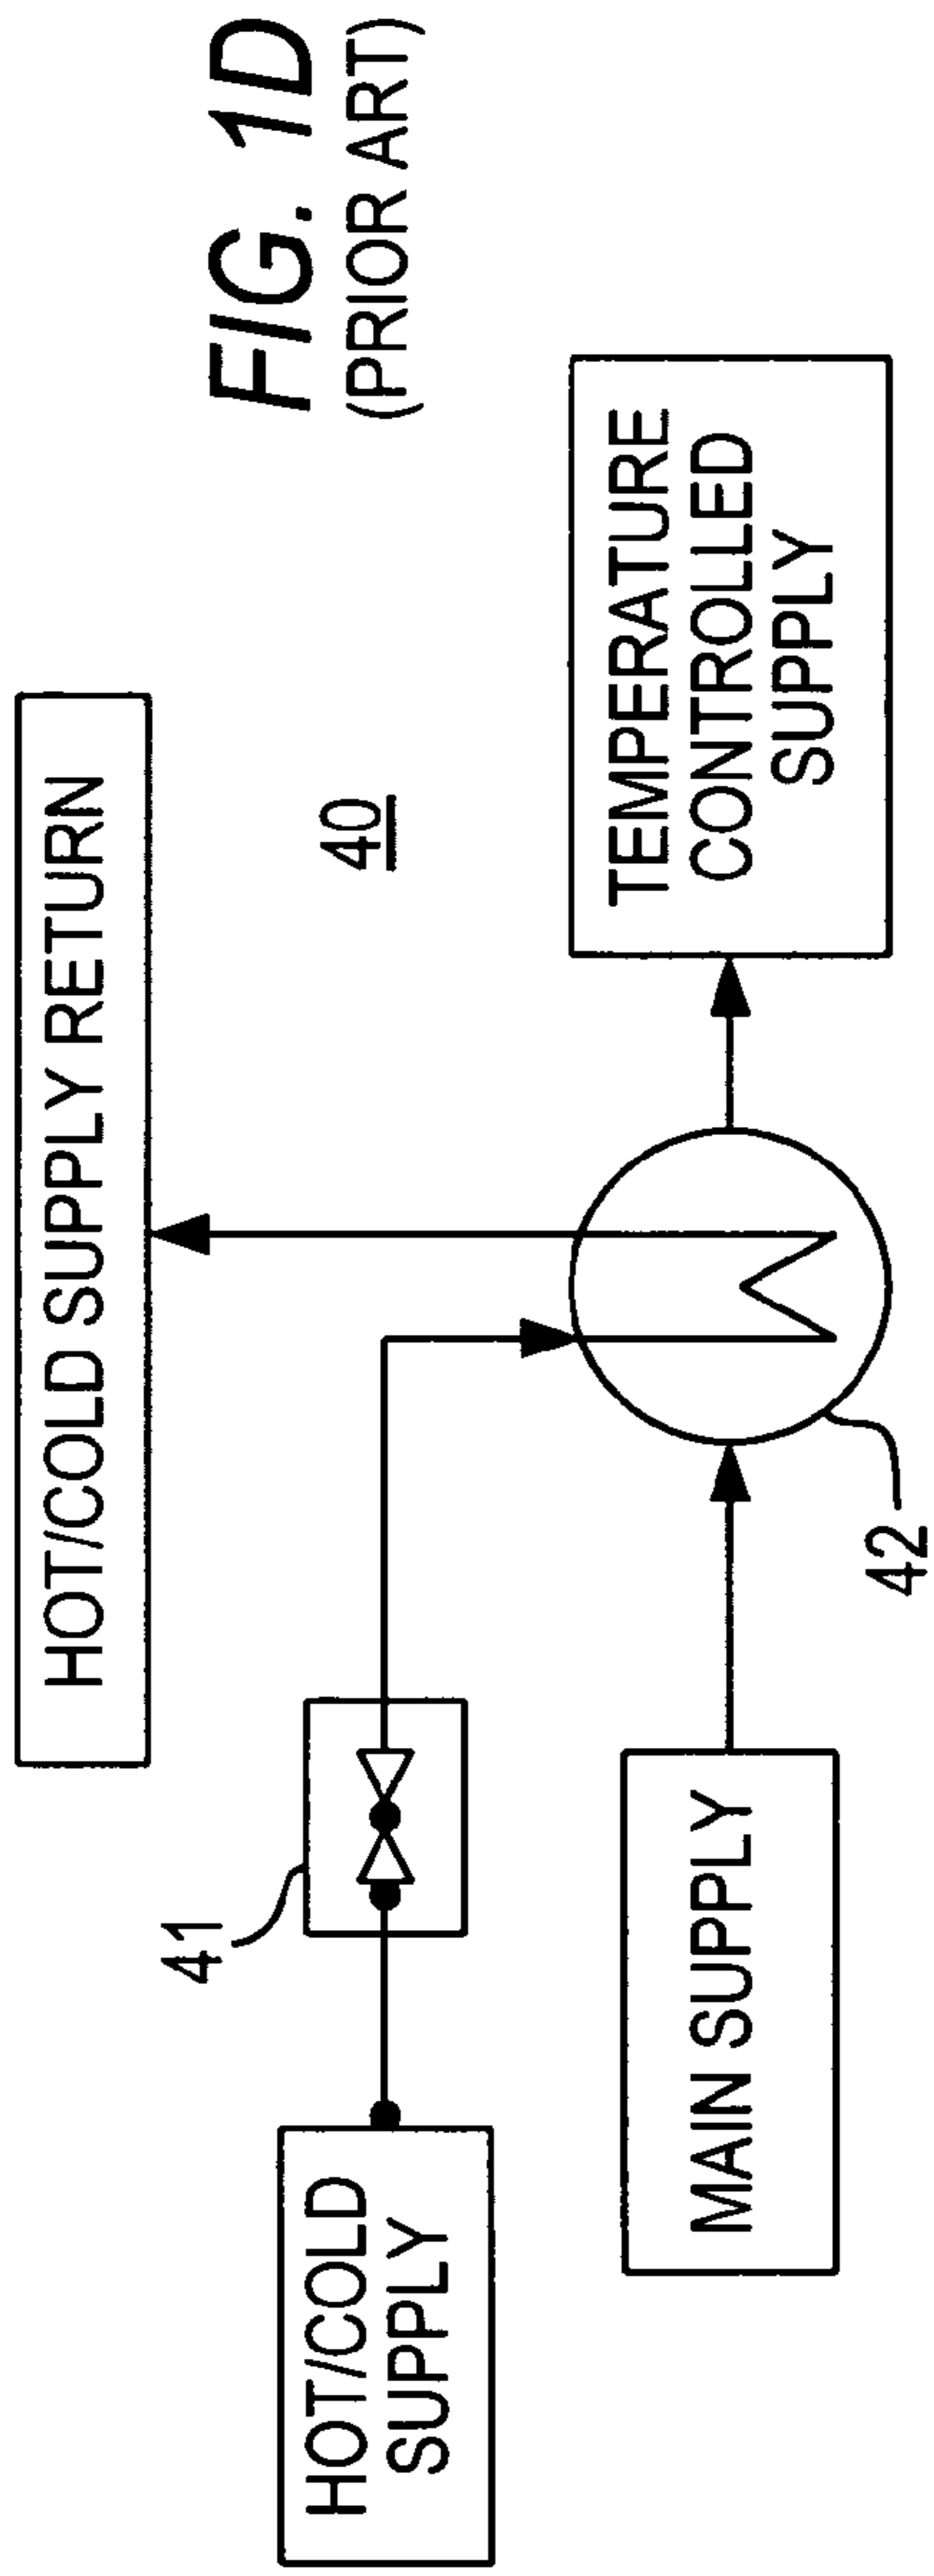 FIG. 1D
(PRIOR ART)
HOT/COLD SUPPLY RETURN
40
41
HOT/COLD
SUPPLY
TEMPERATURE
CONTROLLED
SUPPLY
MAIN SUPPLY
42